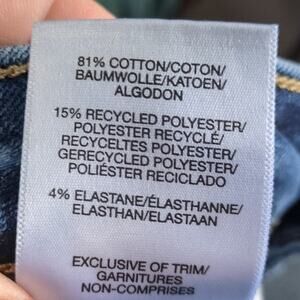 81% COTTON/COTON/
BAUMWOLLE/KATOEN/
ALGODON
15% RECYCLED POLYESTER/
POLYESTER RECYCLÉ/
RECYCELTES POLYESTER/
GERECYCLED POLYESTER/
POLIÉSTER RECICLADO
4% ELASTANE/ÉLASTHANNE/
ELASTHAN/ELASTAAN
EXCLUSIVE OF TRIM/
GARNITURES
NON-COMPRISES